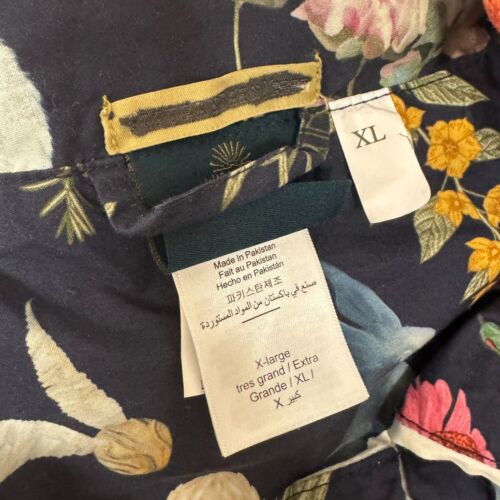 XL
Made in Pakistan
Fait au Pakistan
Hecho en Pakistán
파키스탄제조
صنع في باكستان من المواد المستوردة
X-large
tres grand / Extra
Grande / XL /
كبير X